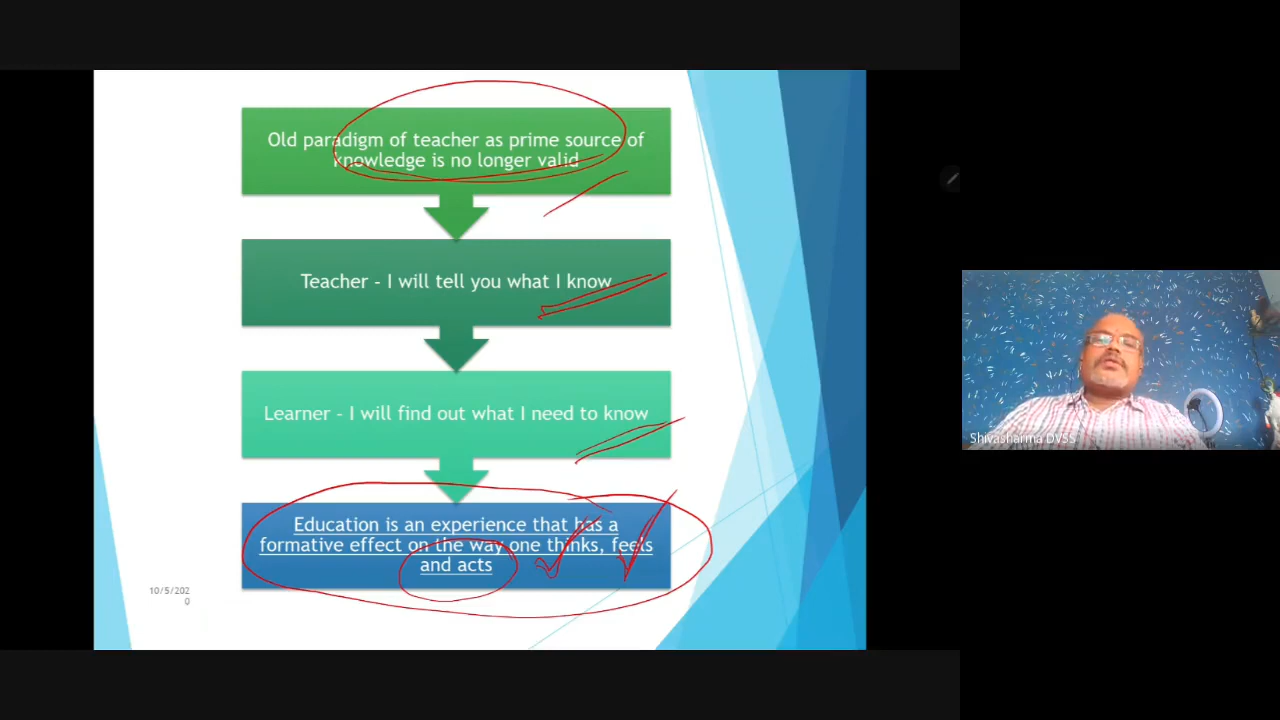 Old paradigm of teacher as prime source of
knowledge is no longer valid
Teacher - I will tell you what I know
Learner - I will find out what I need to know
Education is an experience that has a
formative effect on the way one thinks, feels
and acts
10/5/202
0
Shivasharma DVSS